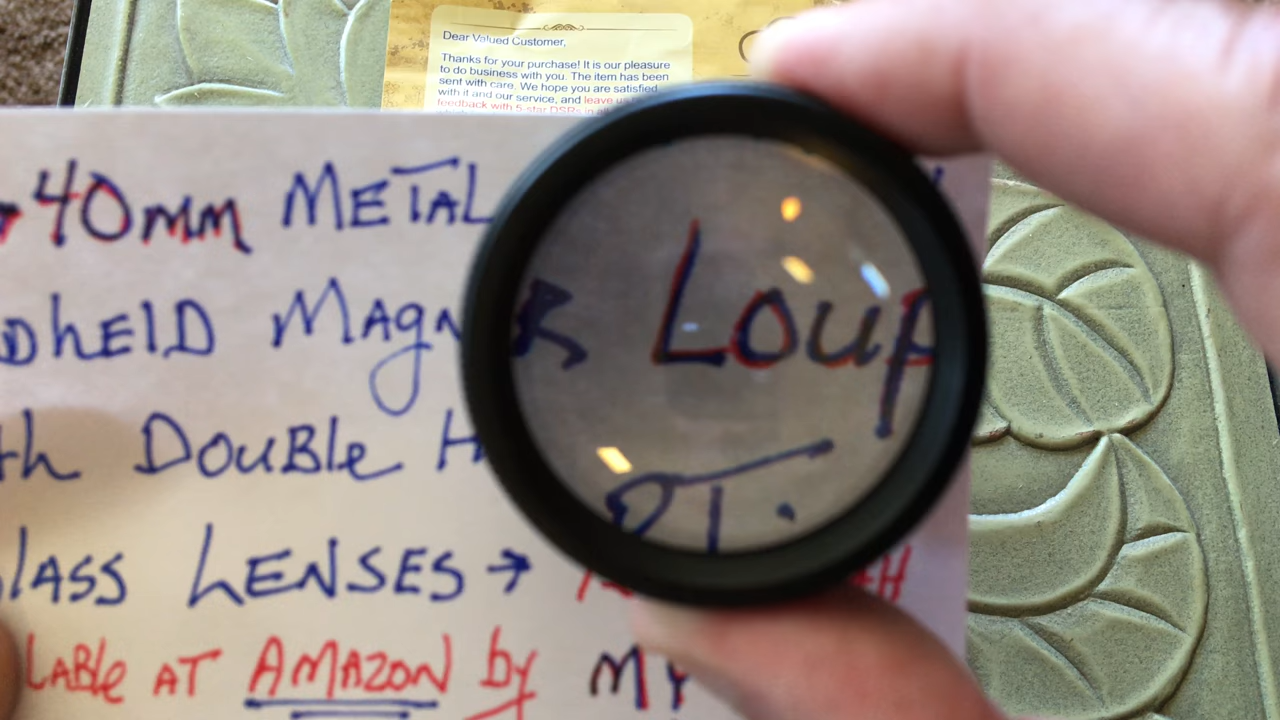 Dear Valued Customer,
Thanks for your purchase! It is our pleasure
to do business with you. The item has been
sent with care. We hope you are satisfied
with it and our service, and leave us
feedback with 5-star DSRs in
40mm METAL
DhElD MAgn
Loup
th DOUBle H
lASS LENSES →
lABle AT AMAZON by MY